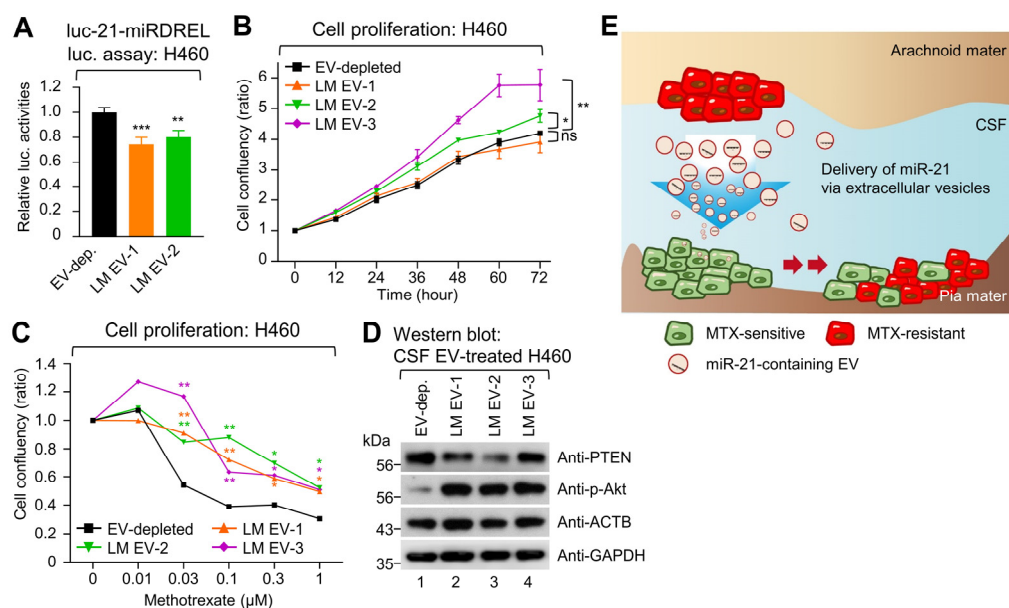 A
luc-21-miRDREL
luc. assay: H460
Relative luc. activities
1.2
1.0
0.8
0.6
0.4
0.2
0
***
**
EV-dep.
LM EV-1
LM EV-2
B
Cell proliferation: H460
Cell confluency (ratio)
6
5
4
3
2
1
0
EV-depleted
LM EV-1
LM EV-2
LM EV-3
**
*
ns
0 12 24 36 48 60 72
Time (hour)
C
Cell proliferation: H460
Cell confluency (ratio)
1.4
1.2
1.0
0.8
0.6
0.4
0.2
0
**
**
**
**
**
**
*
*
*
*
*
*
EV-depleted LM EV-1
LM EV-2 LM EV-3
0 0.01 0.03 0.1 0.3 1
Methotrexate (µM)
D
Western blot:
CSF EV-treated H460
EV-dep.
LM EV-1
LM EV-2
LM EV-3
kDa
56 Anti-PTEN
56 Anti-p-Akt
43 Anti-ACTB
35 Anti-GAPDH
1 2 3 4
E
Arachnoid mater
CSF
Delivery of miR-21
via extracellular vesicles
Pia mater
MTX-sensitive MTX-resistant
miR-21-containing EV